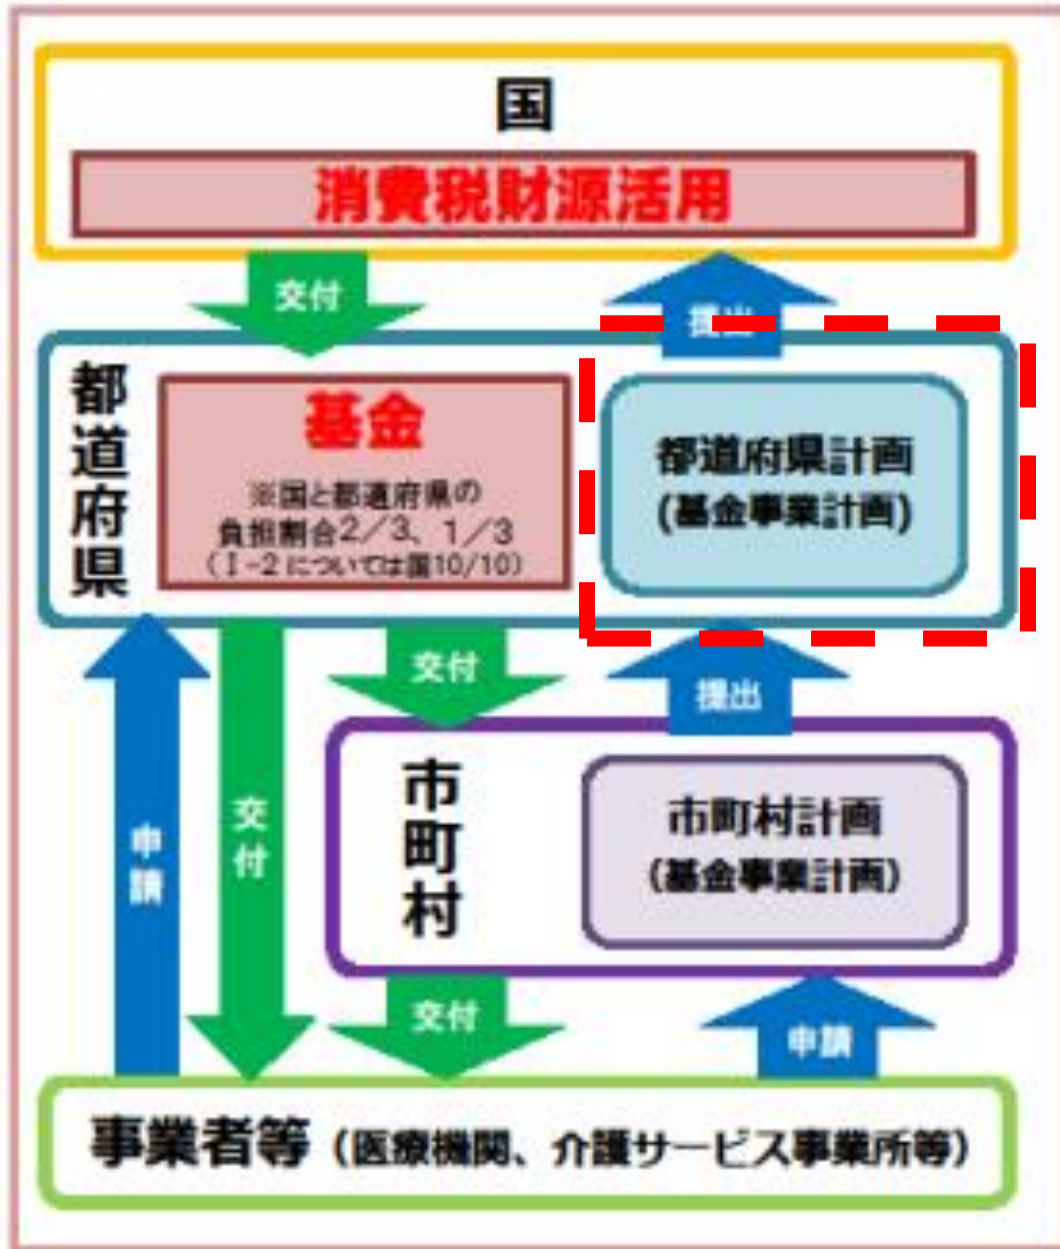 国
消費税財源活用
交付
提出
都道府県
基金
※国と都道府県の
負担割合2/3、1/3
(Ⅰ-2については国10/10)
都道府県計画
(基金事業計画)
交付
提出
申請
交付
市町村
市町村計画
(基金事業計画)
交付
申請
事業者等(医療機関、介護サービス事業所等)